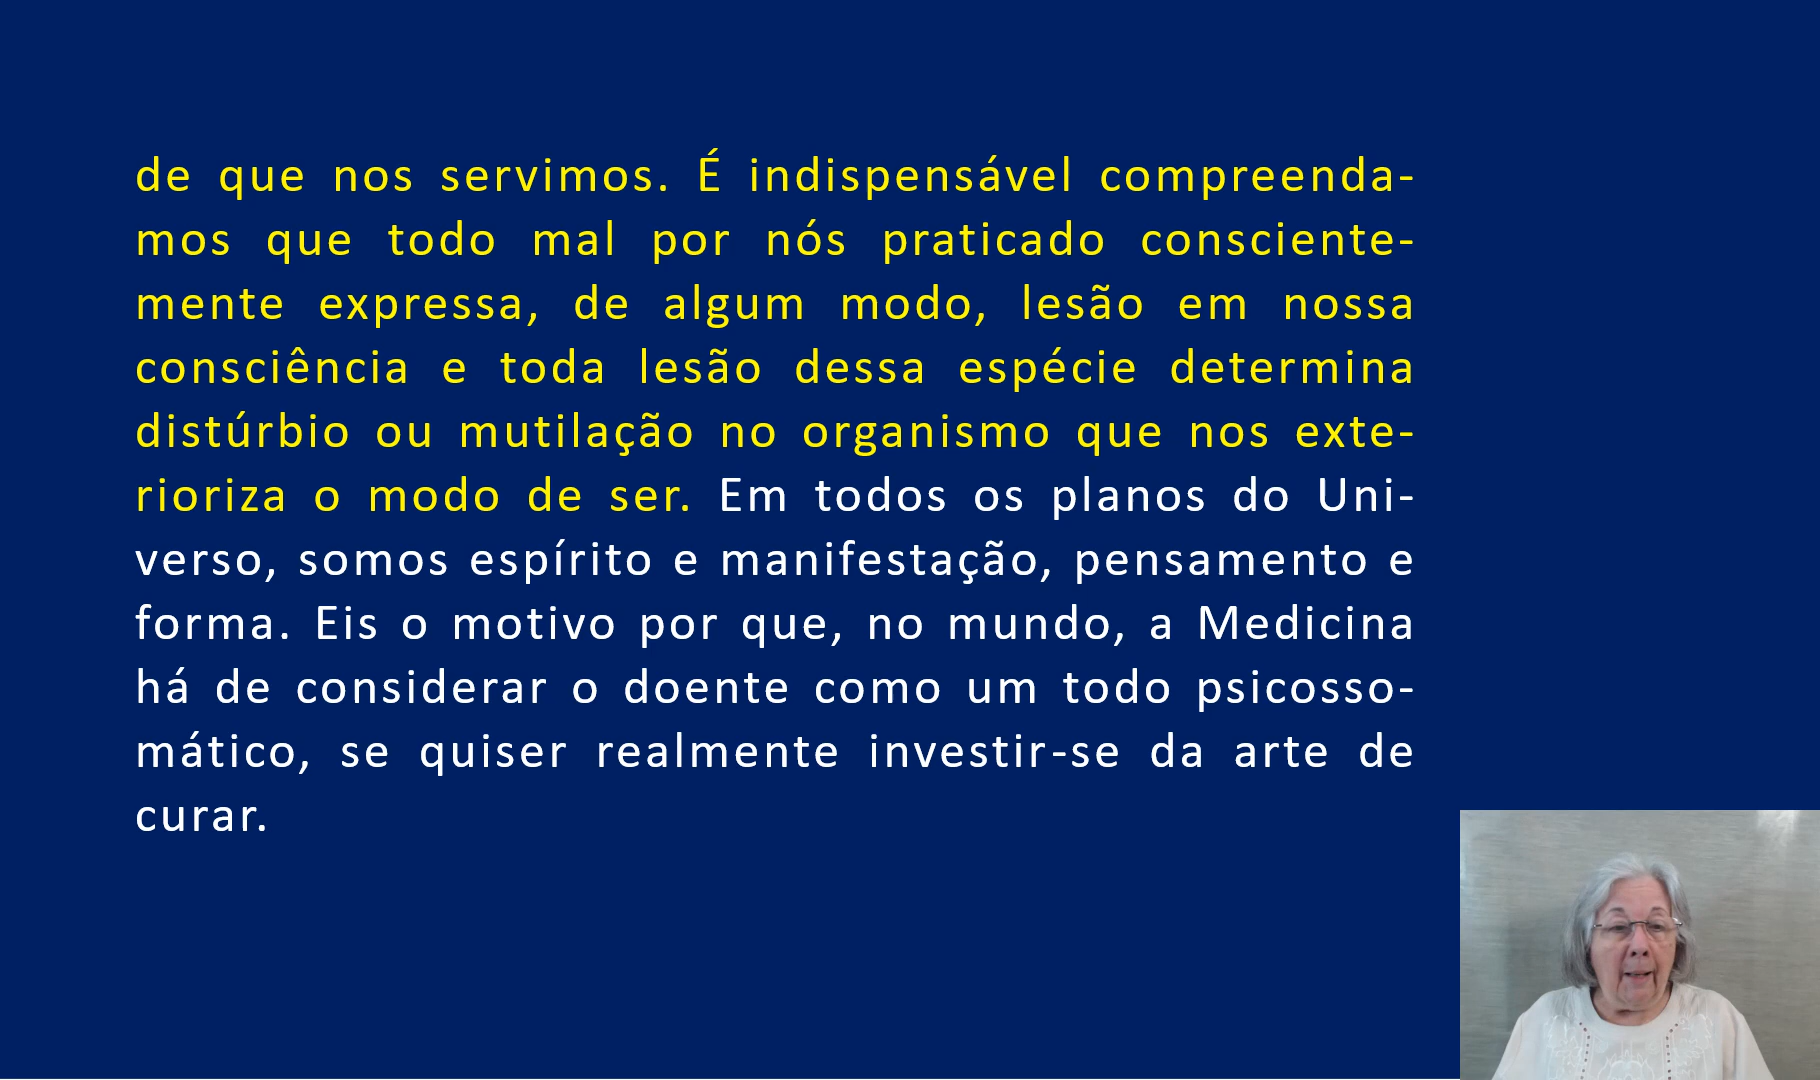 de que nos servimos. É indispensável compreenda-
mos que todo mal por nós praticado consciente-
mente expressa, de algum modo, lesão em nossa
consciência e toda lesão dessa espécie determina
distúrbio ou mutilação no organismo que nos exte-
rioriza o modo de ser. Em todos os planos do Uni-
verso, somos espírito e manifestação, pensamento e
forma. Eis o motivo por que, no mundo, a Medicina
há de considerar o doente como um todo psicosso-
mático, se quiser realmente investir-se da arte de
curar.